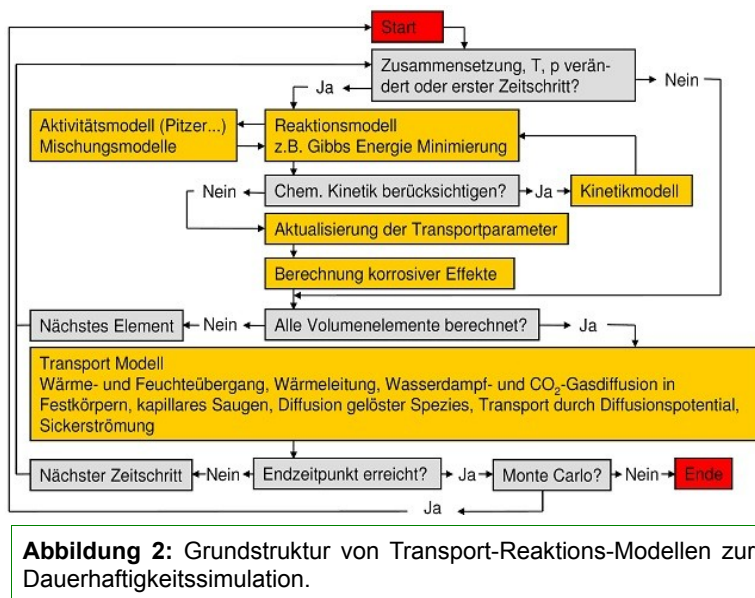 Start
Zusammensetzung, T, p verän-
dert oder erster Zeitschritt?
Nein
Ja
Aktivitätsmodell (Pitzer...)
Mischungsmodelle
Reaktionsmodell
z.B. Gibbs Energie Minimierung
Nein
Chem. Kinetik berücksichtigen?
Ja
Kinetikmodell
Aktualisierung der Transportparameter
Berechnung korrosiver Effekte
Nächstes Element
Nein
Alle Volumenelemente berechnet?
Ja
Transport Modell
Wärme- und Feuchteübergang, Wärmeleitung, Wasserdampf- und CO₂-Gasdiffusion in
Festkörpern, kapillares Saugen, Diffusion gelöster Spezies, Transport durch Diffusionspotential,
Sickerströmung
Nächster Zeitschritt
Nein
Endzeitpunkt erreicht?
Ja
Monte Carlo?
Nein
Ende
Ja
Abbildung 2: Grundstruktur von Transport-Reaktions-Modellen zur
Dauerhaftigkeitssimulation.